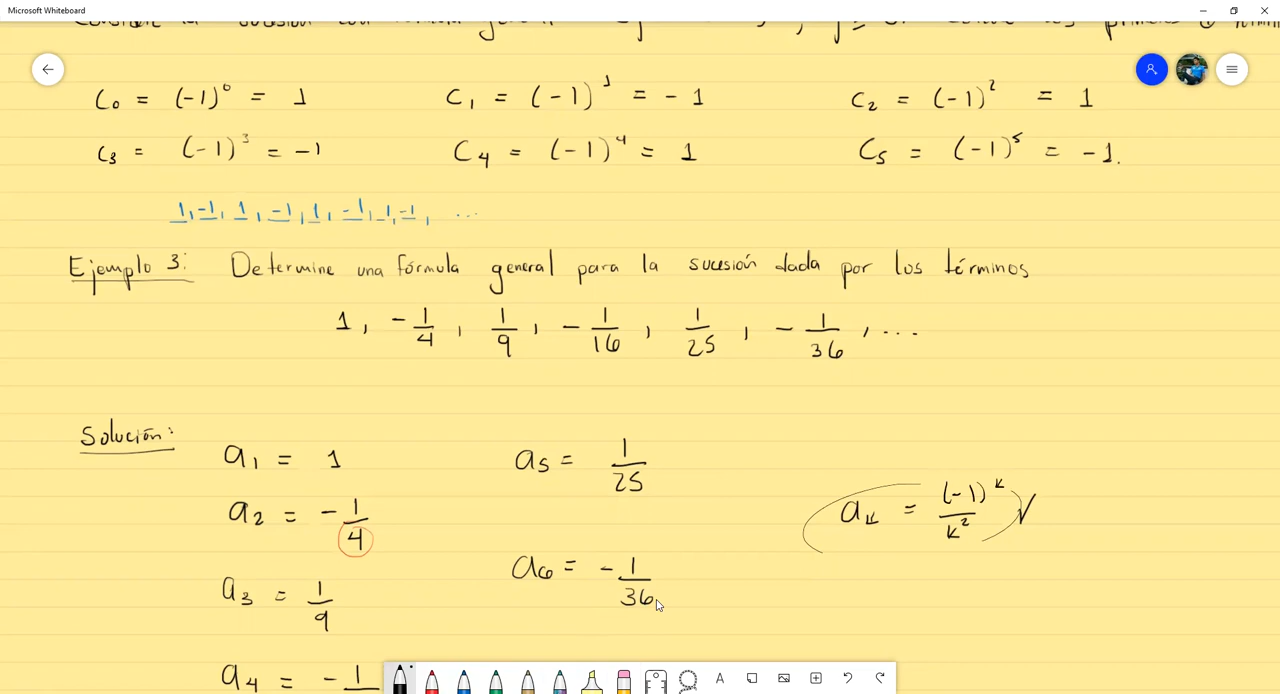 Microsoft Whiteboard
sucesión con fórmula general
C₀ = (-1)⁰ = 1 C₁ = (-1)¹ = -1 C₂ = (-1)² = 1
C₃ = (-1)³ = -1 C₄ = (-1)⁴ = 1 C₅ = (-1)⁵ = -1.
1, -1, 1, -1, 1, -1, 1, -1, ...
Ejemplo 3: Determine una fórmula general para la sucesión dada por los términos
1, -1/4, 1/9, -1/16, 1/25, -1/36, ...
Solución:
a₁ = 1 a₅ = 1/25
a₂ = -1/4 aₖ = (-1)ᵏ/k² ✓
a₃ = 1/9 a₆ = -1/36
a₄ = -1
A